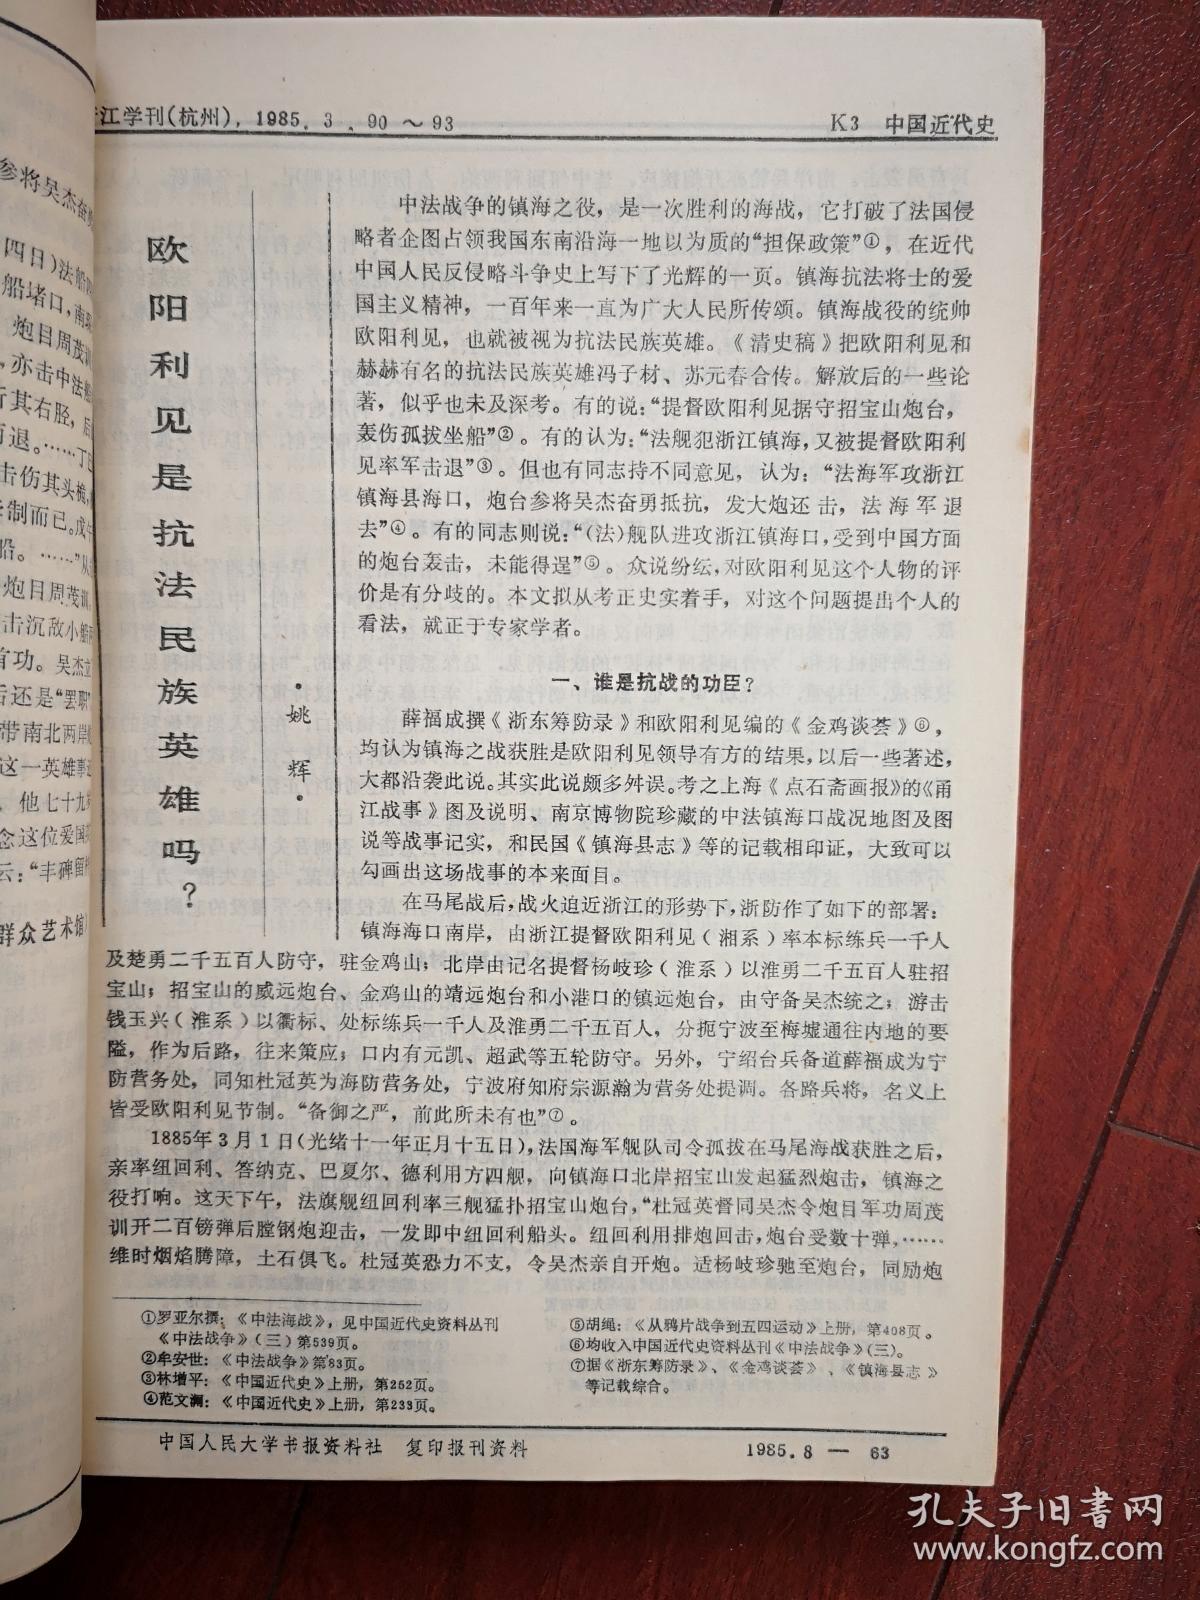 参将吴杰奋
四日)法船
船堵口,南
炮目周茂
,亦击中法
其右胫,后
而退。……丁
击伤其头桅,
制而已。戊午
船。……”从
炮目周茂训
击沉敌小船
有功。吴杰立
后还是“罢职”
带南北两岸
这一英雄事
他七十九
念这位爱国
云:“丰碑留
群众艺术馆)
江学刊(杭州),1985.3.90~93
K3 中国近代史
欧阳利见是抗法民族英雄吗?
·姚辉·
中法战争的镇海之役,是一次胜利的海战,它打破了法国侵
略者企图占领我国东南沿海一地以为质的“担保政策”①,在近代
中国人民反侵略斗争史上写下了光辉的一页。镇海抗法将士的爱
国主义精神,一百年来一直为广大人民所传颂。镇海战役的统帅
欧阳利见,也就被视为抗法民族英雄。《清史稿》把欧阳利见和
赫赫有名的抗法民族英雄冯子材、苏元春合传。解放后的一些论
著,似乎也未及深考。有的说:“提督欧阳利见据守招宝山炮台,
轰伤孤拔坐船”②。有的认为:“法舰犯浙江镇海,又被提督欧阳利
见率军击退”③。但也有同志持不同意见,认为:“法海军攻浙江
镇海县海口,炮台参将吴杰奋勇抵抗,发大炮还击,法海军退
去”④。有的同志则说:“(法)舰队进攻浙江镇海口,受到中国方面
的炮台轰击,未能得逞”⑤。众说纷纭,对欧阳利见这个人物的评
价是有分歧的。本文拟从考正史实着手,对这个问题提出个人的
看法,就正于专家学者。
一、谁是抗战的功臣?
薛福成撰《浙东筹防录》和欧阳利见编的《金鸡谈荟》⑥,
均认为镇海之战获胜是欧阳利见领导有方的结果,以后一些著述,
大都沿袭此说。其实此说颇多舛误。考之上海《点石斋画报》的《甬
江战事》图及说明、南京博物院珍藏的中法镇海口战况地图及图
说等战事记实,和民国《镇海县志》等的记载相印证,大致可以
勾画出这场战事的本来面目。
在马尾战后,战火迫近浙江的形势下,浙防作了如下的部署:
镇海海口南岸,由浙江提督欧阳利见(湘系)率本标练兵一千人
及楚勇二千五百人防守,驻金鸡山;北岸由记名提督杨岐珍(淮系)以淮勇二千五百人驻招
宝山;招宝山的威远炮台、金鸡山的靖远炮台和小港口的镇远炮台,由守备吴杰统之;游击
钱玉兴(淮系)以衢标、处标练兵一千人及淮勇二千五百人,分扼宁波至梅墟通往内地的要
隘,作为后路,往来策应;口内有元凯、超武等五轮防守。另外,宁绍台兵备道薛福成为宁
防营务处,同知杜冠英为海防营务处,宁波府知府宗源瀚为营务处提调。各路兵将,名义上
皆受欧阳利见节制。“备御之严,前此所未有也”⑦。
1885年3月1日(光绪十一年正月十五日),法国海军舰队司令孤拔在马尾海战获胜之后,
亲率纽回利、答纳克、巴夏尔、德利用方四舰,向镇海口北岸招宝山发起猛烈炮击,镇海之
役打响。这天下午,法旗舰纽回利率三舰猛扑招宝山炮台,“杜冠英督同吴杰令炮目军功周茂
训开二百镑弹后膛钢炮迎击,一发即中纽回利船头。纽回利用排炮回击,炮台受数十弹,……
维时烟焰腾障,土石俱飞。杜冠英恐力不支,令吴杰亲自开炮。适杨岐珍驰至炮台,同励炮
①罗亚尔撰:《中法海战》,见中国近代史资料丛刊
《中法战争》(三)第539页。
②牟安世:《中法战争》第83页。
③林增平:《中国近代史》上册,第252页。
④范文澜:《中国近代史》上册,第233页。
⑤胡绳:《从鸦片战争到五四运动》上册,第408页。
⑥均收入中国近代史资料丛刊《中法战争》(三)。
⑦据《浙东筹防录》、《金鸡谈荟》、《镇海县志》
等记载综合。
中国人民大学书报资料社 复印报刊资料
1985.8 — 63
孔夫子旧书网
www.kongfz.com